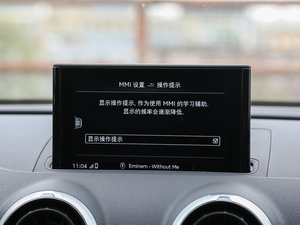 MMI 设置 操作提示
显示操作提示, 作为使用 MMI 的学习辅助.
显示的频率会逐渐降低.
显示操作提示
11:04 Eminem - Without Me